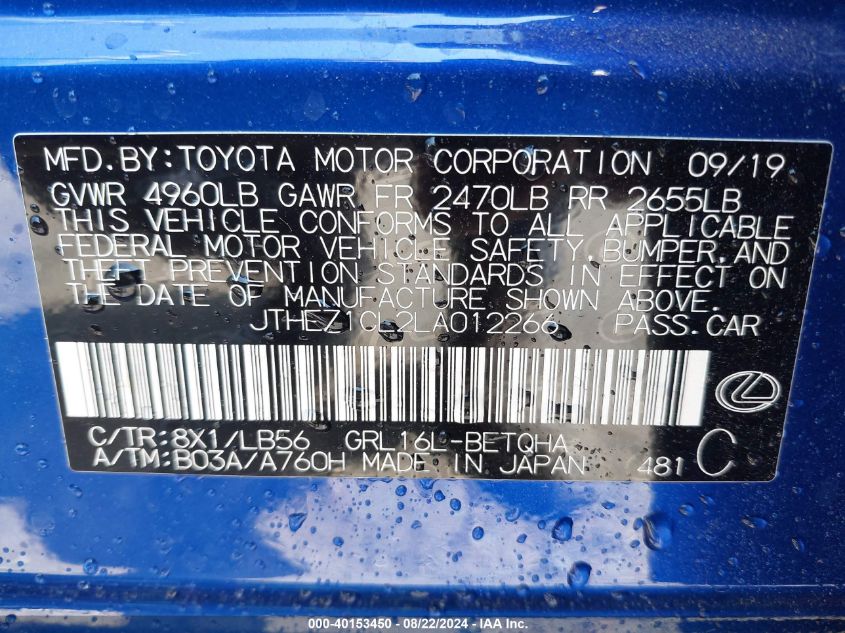 MFD.BY:TOYOTA MOTOR CORPORATION 09/19
GVWR 4960LB GAWR FR 2470LB RR 2655LB
THIS VEHICLE CONFORMS TO ALL APPLICABLE
FEDERAL MOTOR VEHICLE SAFETY,BUMPER,AND
THEFT PREVENTION STANDARDS IN EFFECT ON
THE DATE OF MANUFACTURE SHOWN ABOVE.
JTHEZ1GL2LA012266 PASS.CAR
C/TR:8X1/LB56 GRL16L-BETQHA
A/TM:B03A/A760H MADE IN JAPAN 481 C
000-40153450 - 08/22/2024 - IAA Inc.